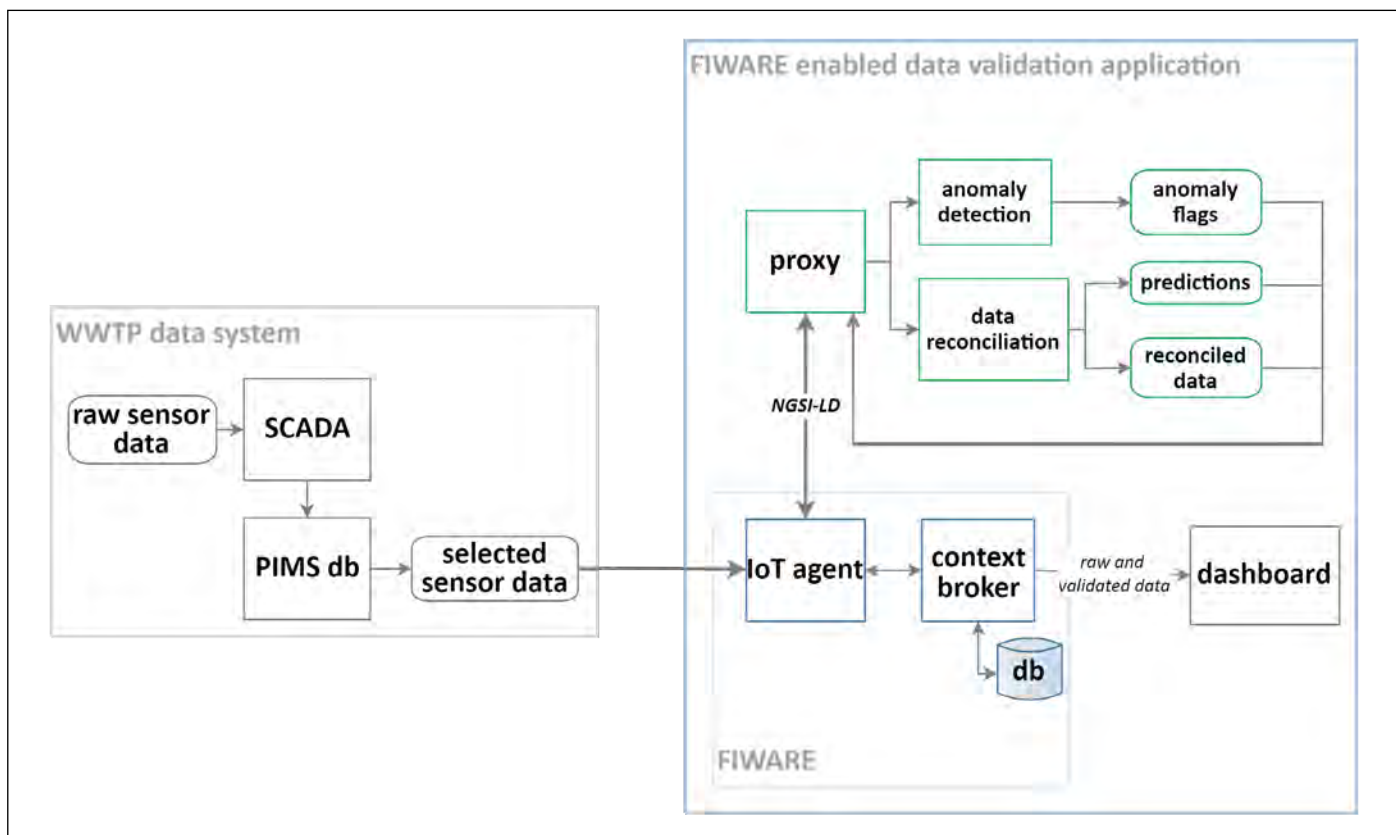 FIWARE enabled data validation application
anomaly
detection
anomaly
flags
proxy
predictions
data
reconciliation
reconciled
data
WWTP data system
raw sensor
data
SCADA
NGSI-LD
PIMS db
selected
sensor data
IoT agent
context
broker
raw and
validated data
dashboard
db
FIWARE